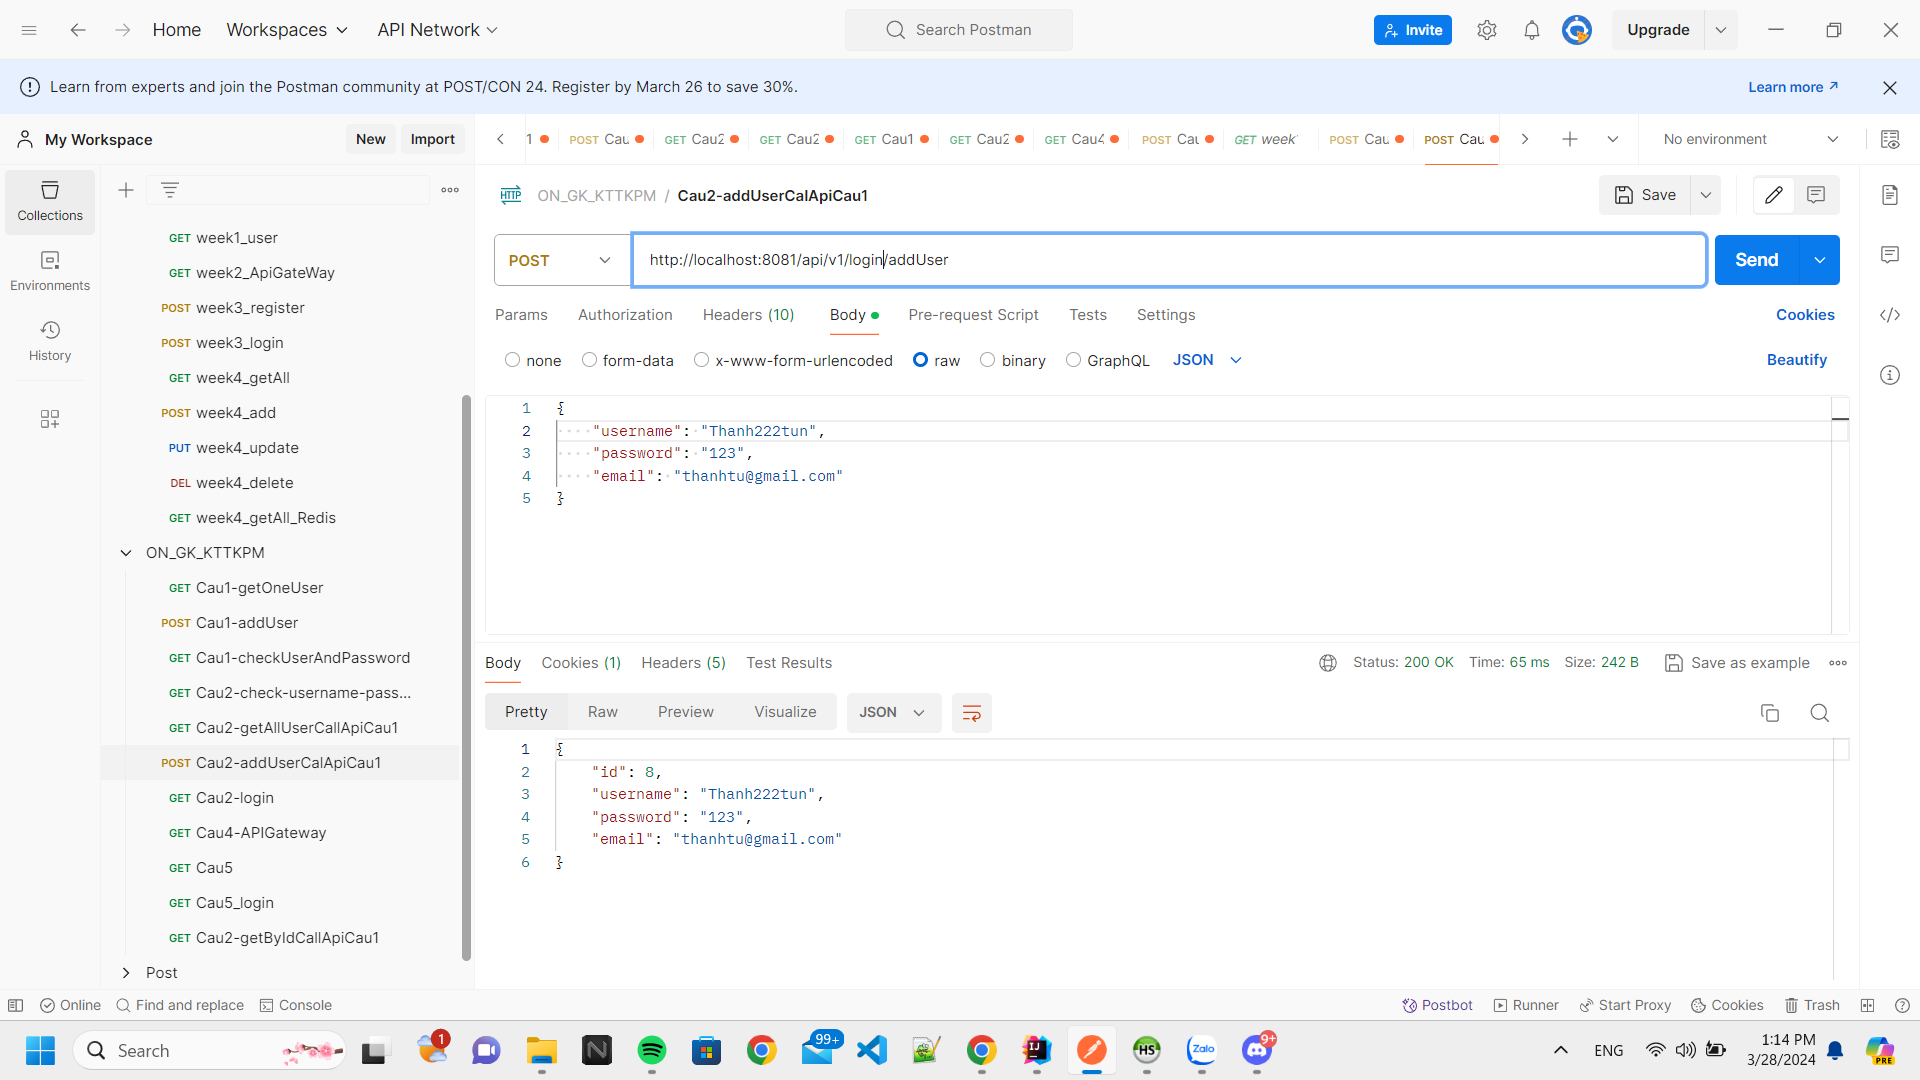 Home Workspaces API Network Search Postman Invite Upgrade
Learn from experts and join the Postman community at POST/CON 24. Register by March 26 to save 30%. Learn more
My Workspace New Import
1 POST Cau GET Cau2 GET Cau2 GET Cau1 GET Cau2 GET Cau4 POST Cau GET week POST Cau POST Cau No environment
Collections
Environments
History
GET week1_user
GET week2_ApiGateWay
POST week3_register
POST week3_login
GET week4_getAll
POST week4_add
PUT week4_update
DEL week4_delete
GET week4_getAll_Redis
ON_GK_KTTKPM
GET Cau1-getOneUser
POST Cau1-addUser
GET Cau1-checkUserAndPassword
GET Cau2-check-username-pass...
GET Cau2-getAllUserCallApiCau1
POST Cau2-addUserCalApiCau1
GET Cau2-login
GET Cau4-APIGateway
GET Cau5
GET Cau5_login
GET Cau2-getByIdCallApiCau1
Post
HTTP ON_GK_KTTKPM / Cau2-addUserCalApiCau1 Save
POST http://localhost:8081/api/v1/login/addUser Send
Params Authorization Headers (10) Body Pre-request Script Tests Settings Cookies
none form-data x-www-form-urlencoded raw binary GraphQL JSON Beautify
1 {
2 "username": "Thanh222tun",
3 "password": "123",
4 "email": "thanhtu@gmail.com"
5 }
Body Cookies (1) Headers (5) Test Results Status: 200 OK Time: 65 ms Size: 242 B Save as example
Pretty Raw Preview Visualize JSON
1 {
2 "id": 8,
3 "username": "Thanh222tun",
4 "password": "123",
5 "email": "thanhtu@gmail.com"
6 }
Online Find and replace Console Postbot Runner Start Proxy Cookies Trash
Search 1 99+ Zalo 9+ ENG 1:14 PM
3/28/2024